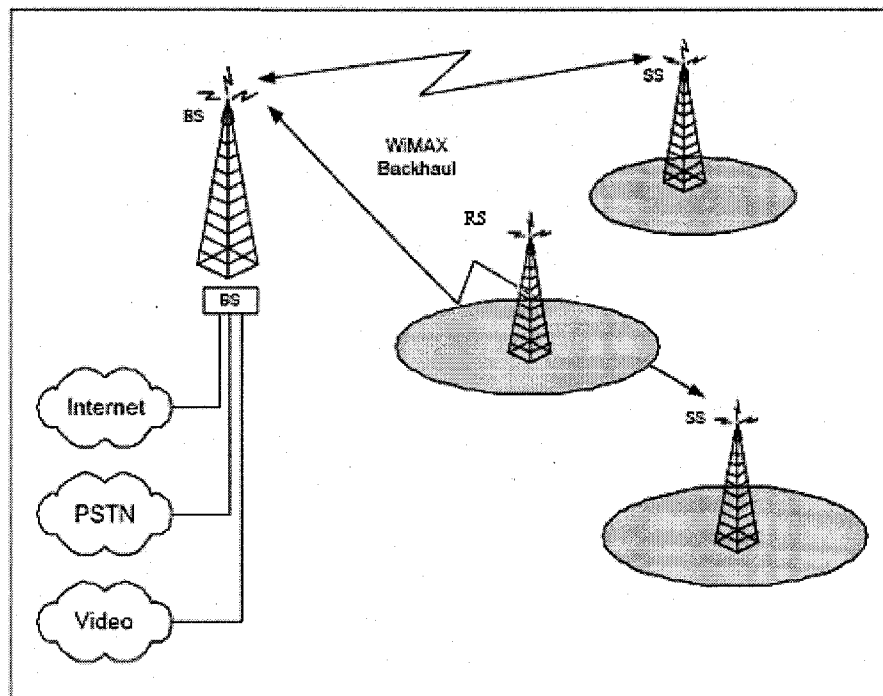 SS
BS
WiMAX
Backhaul
RS
BS
Internet
SS
PSTN
Video